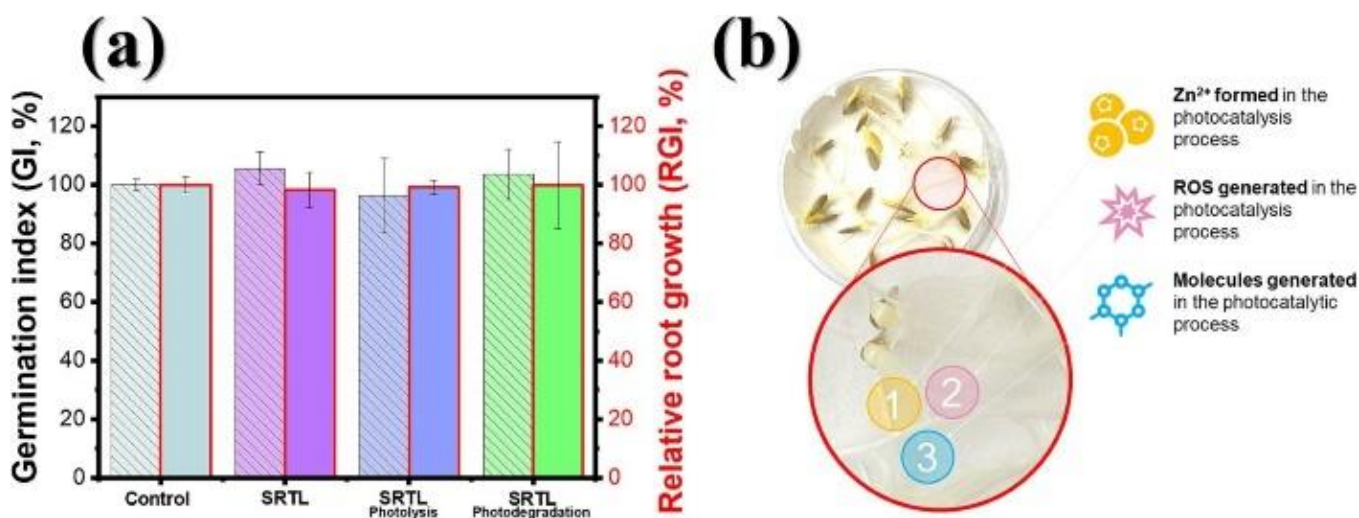 (a)
Germination index (GI, %)
120
100
80
60
40
20
0
Control
SRTL
SRTL
Photolysis
SRTL
Photodegradation
120
100
80
60
40
20
0
Relative root growth (RGI, %)
(b)
1
2
3
Zn²⁺ formed in the
photocatalysis
process
ROS generated in the
photocatalysis
process
Molecules generated
in the photocatalytic
process